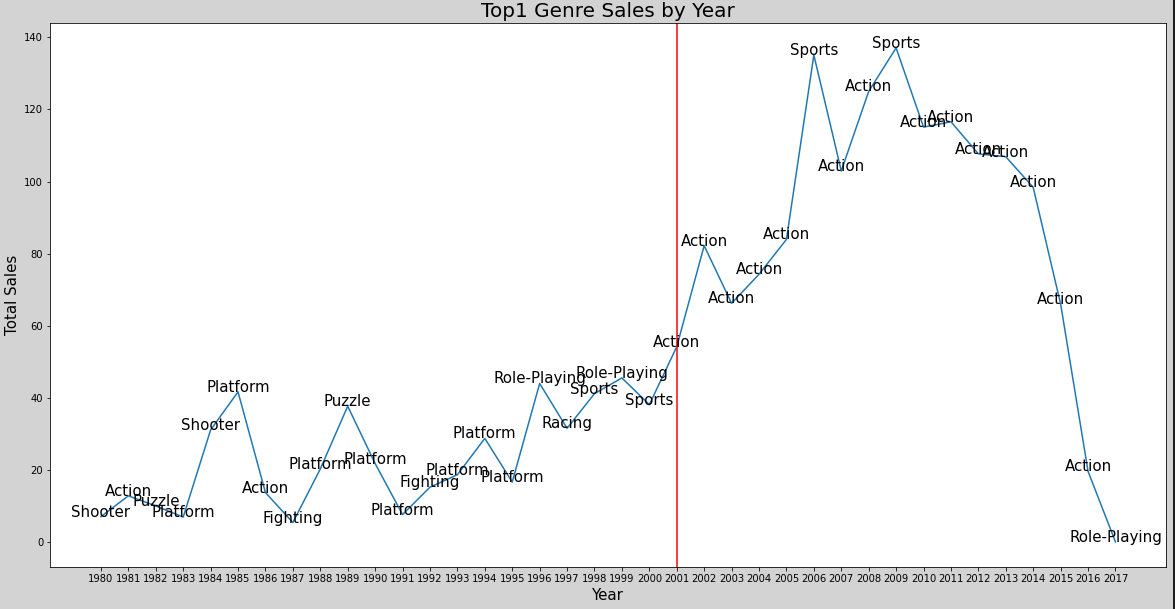 Top1 Genre Sales by Year
Total Sales
140
120
100
80
60
40
20
0
Shooter
Action
Puzzle
Platform
Shooter
Platform
Action
Fighting
Platform
Puzzle
Platform
Platform
Fighting
Platform
Platform
Platform
Role-Playing
Racing
Sports
Role-Playing
Sports
Action
Action
Action
Action
Action
Sports
Action
Action
Sports
Action
Action
Action
Action
Action
Action
Action
Role-Playing
1980 1981 1982 1983 1984 1985 1986 1987 1988 1989 1990 1991 1992 1993 1994 1995 1996 1997 1998 1999 2000 2001 2002 2003 2004 2005 2006 2007 2008 2009 2010 2011 2012 2013 2014 2015 2016 2017
Year